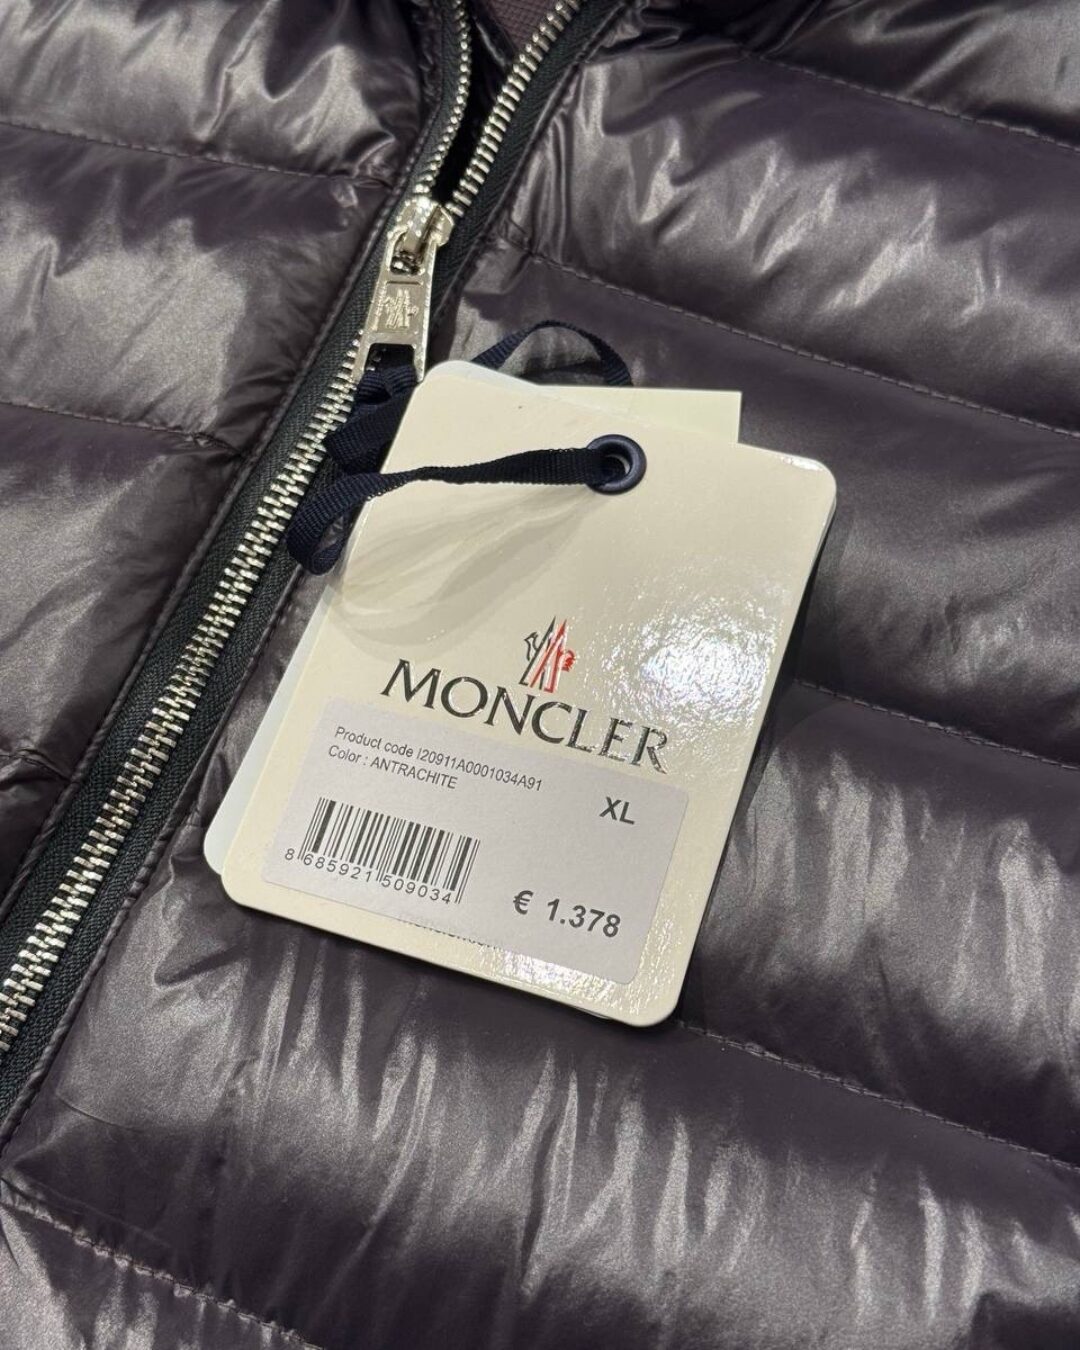 MONCLER
Product code I20911A0001034A91
Color : ANTRACHITE
XL
8 685921 509034
€ 1.378